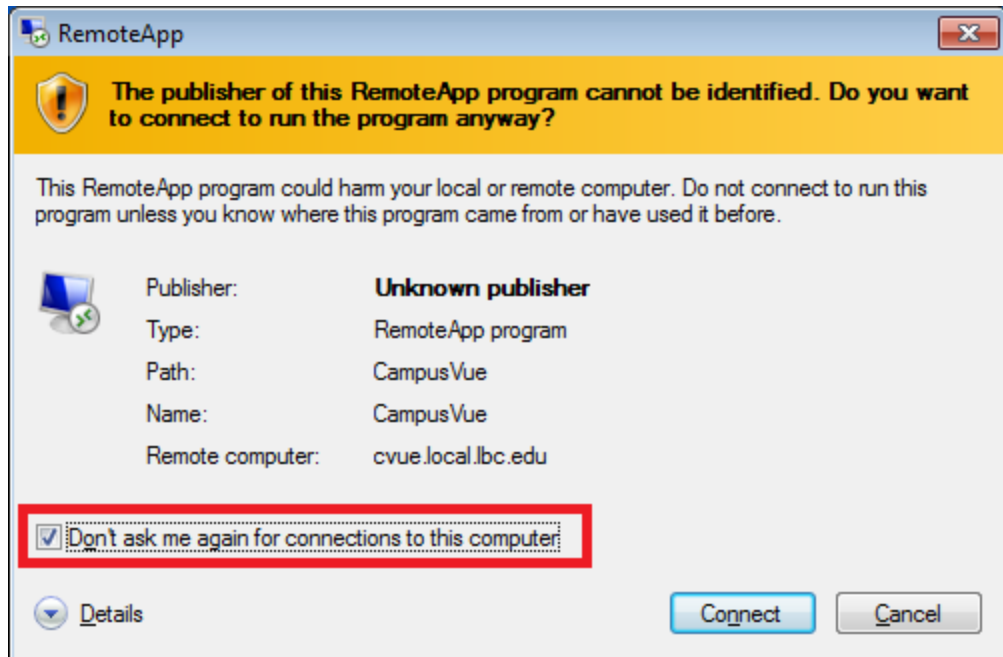 RemoteApp
The publisher of this RemoteApp program cannot be identified. Do you want
to connect to run the program anyway?
This RemoteApp program could harm your local or remote computer. Do not connect to run this
program unless you know where this program came from or have used it before.
Publisher: Unknown publisher
Type: RemoteApp program
Path: CampusVue
Name: CampusVue
Remote computer: cvue.local.lbc.edu
Don't ask me again for connections to this computer
Details Connect Cancel